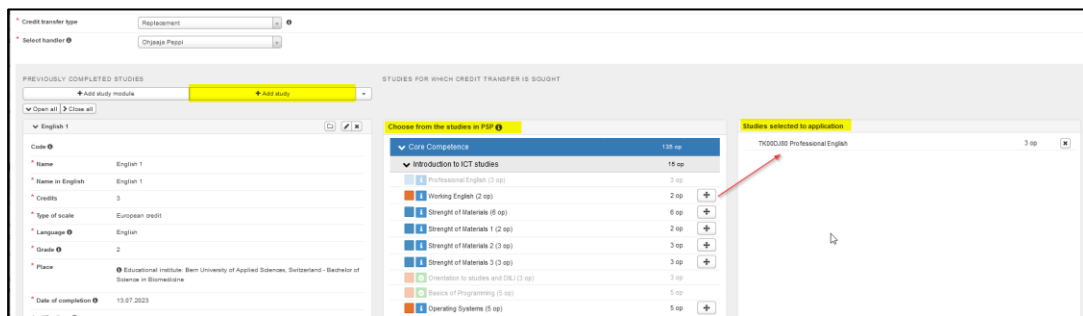 * Credit transfer type Replacement
* Select handler Ohjaaja Peppi
PREVIOUSLY COMPLETED STUDIES
STUDIES FOR WHICH CREDIT TRANSFER IS SOUGHT
+ Add study module
+ Add study
Open all Close all
English 1
Code
* Name English 1
* Name in English English 1
* Credits 3
* Type of scale European credit
* Language English
* Grade 2
* Place Educational institute: Bern University of Applied Sciences, Switzerland - Bachelor of
Science in Biomedicine
* Date of completion 13.07.2023
Choose from the studies in PSP
Core Competence 135 op
Introduction to ICT studies 15 op
Professional English (3 op) 3 op
Working English (2 op) 2 op
Strenght of Materials (6 op) 6 op
Strenght of Materials 1 (2 op) 2 op
Strenght of Materials 2 (3 op) 3 op
Strenght of Materials 3 (3 op) 3 op
Orientation to studies and DILI (3 op) 3 op
Basics of Programming (5 op) 5 op
Operating Systems (5 op) 5 op
Studies selected to application
TK00DJ80 Professional English 3 op